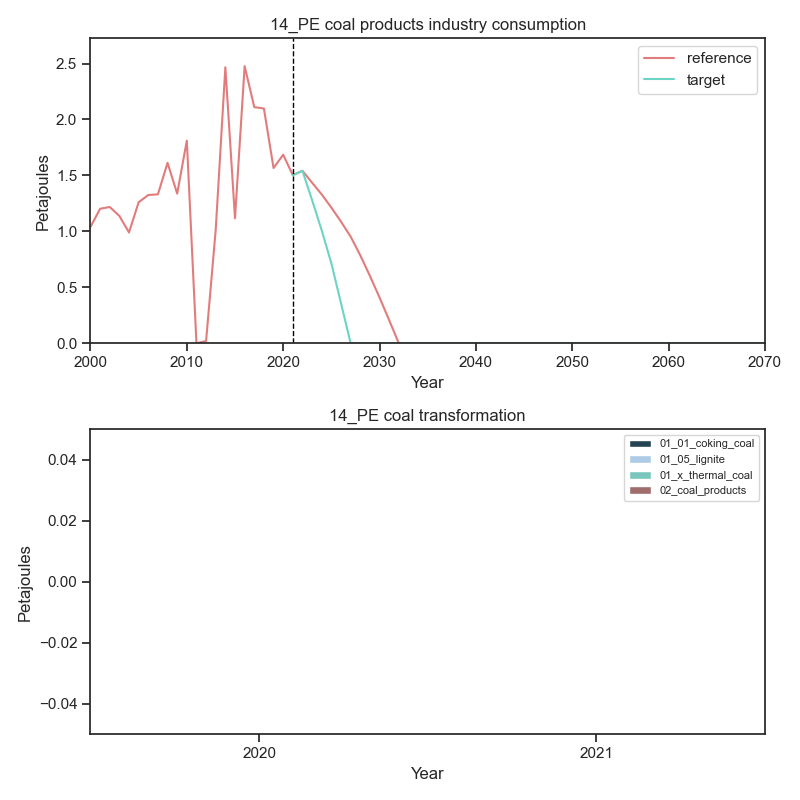 14_PE coal products industry consumption
reference
target
2.5
2.0
1.5
1.0
0.5
0.0
Petajoules
2000 2010 2020 2030 2040 2050 2060 2070
Year
14_PE coal transformation
01_01_coking_coal
01_05_lignite
01_x_thermal_coal
02_coal_products
0.04
0.02
0.00
−0.02
−0.04
Petajoules
2020 2021
Year